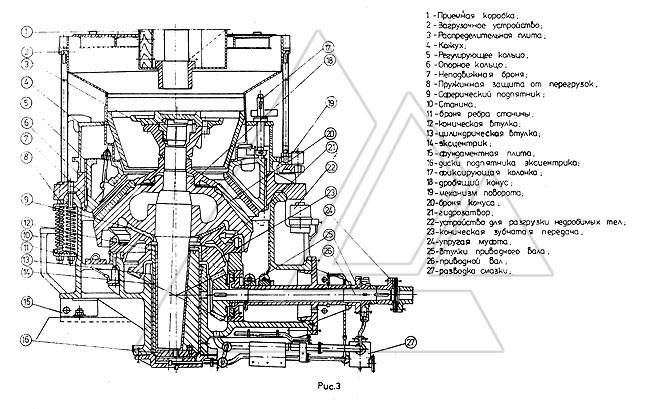 1 -Приемная коробка;
2 - Загрузочное устройство;
3 - Распределительная плита;
4 - Кожух;
5 - Регулирующее кольцо;
6 - Опорное кольцо;
7 - Неподвижная броня;
8 - Пружинная защита от перегрузок;
9 - Сферический подпятник;
10 - Станина;
11 - броня ребра станины;
12 - коническая втулка;
13 - цилиндрическая втулка;
14 - эксцентрик;
15 - фундаментная плита;
16 - диски подпятника эксцентрика;
17 - фиксирующая колонка;
18 - дробящий конус;
19 - механизм поворота;
20 - броня конуса;
21 - гидрозатвор;
22 - устройство для разгрузки недробимых тел;
23 - коническая зубчатая передача;
24 - упругая муфта;
25 - втулки приводного вала;
26 - приводной вал;
27 - разводка смазки;
1
2
3
4
5
6
7
8
9
12
10
11
13
14
15
16
17
18
19
20
21
22
23
24
25
26
27
Рис.3